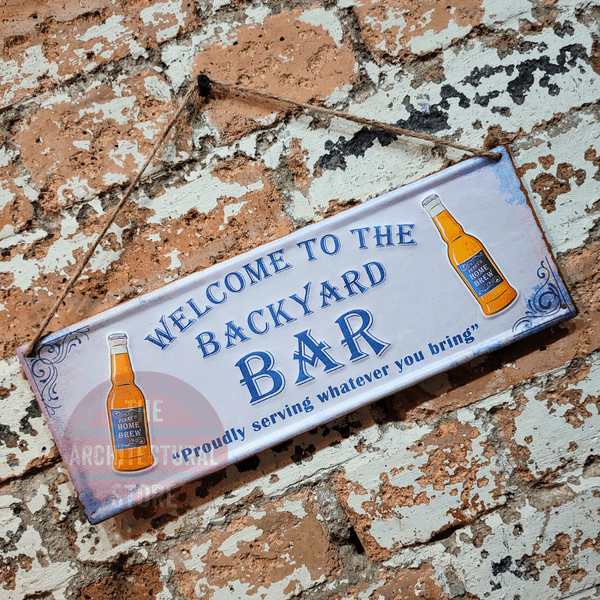 WELCOME TO THE
BACKYARD
BAR
"Proudly serving whatever you bring"
HOME
BREW
HOME
BREW
THE
ARCHITECTURAL
STORE